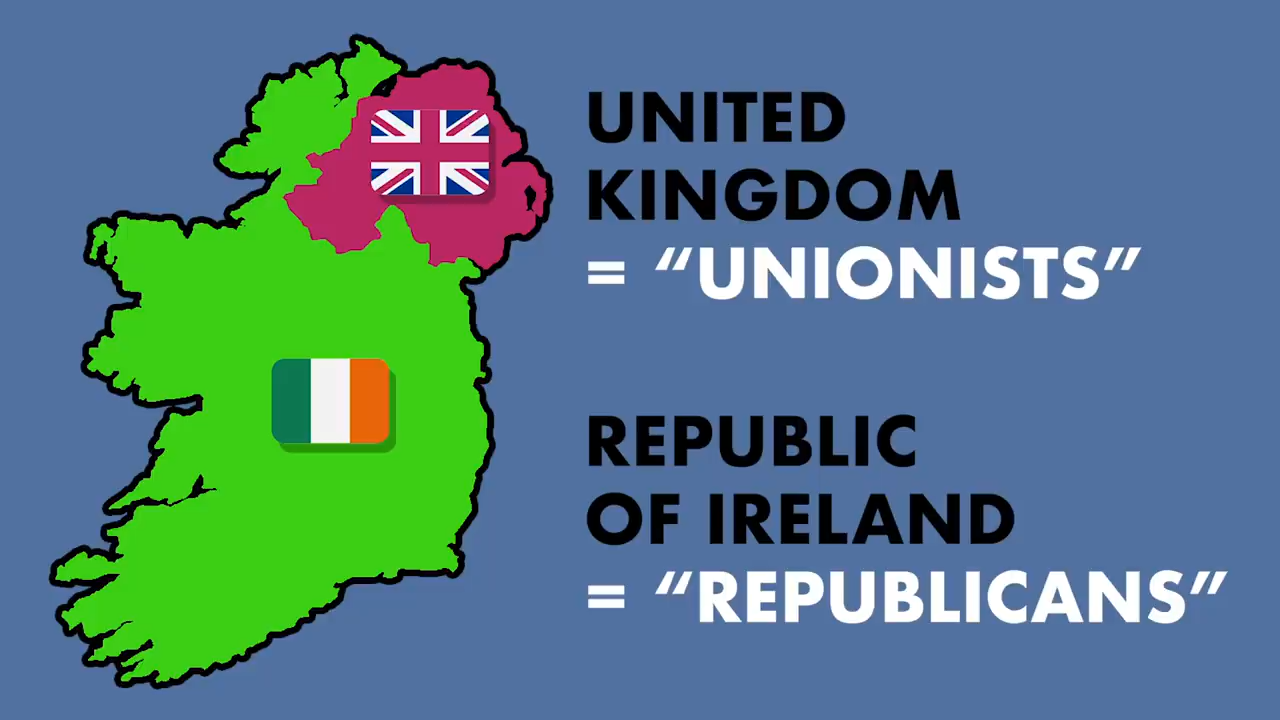 UNITED
KINGDOM
= “UNIONISTS”
REPUBLIC
OF IRELAND
= “REPUBLICANS”